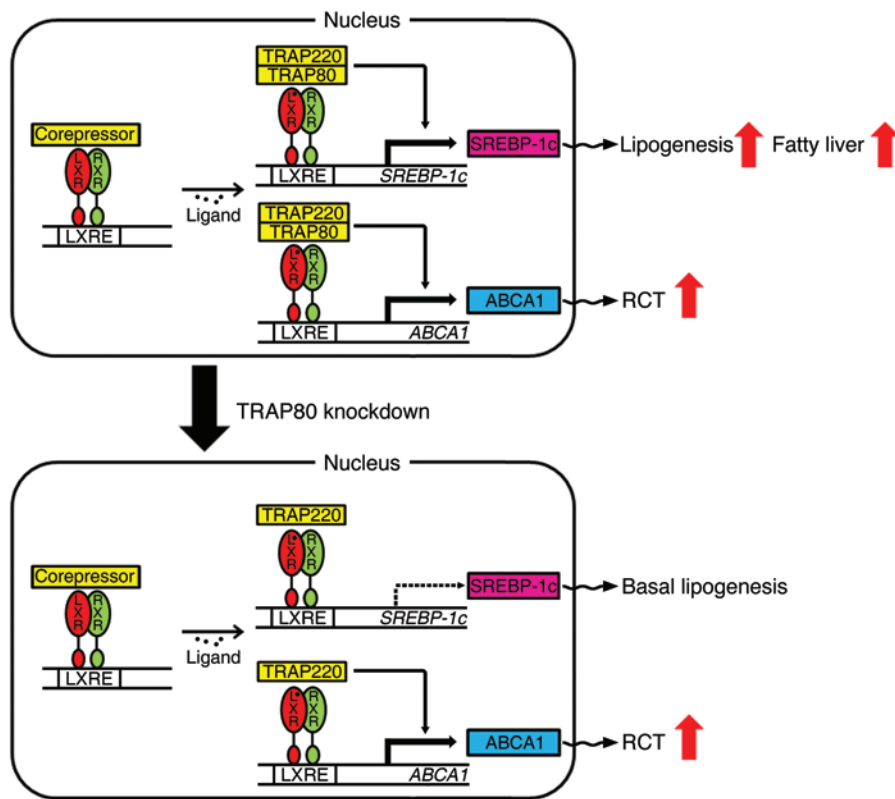 Nucleus
TRAP220
TRAP80
LXR
RXR
SREBP-1c
Lipogenesis
Fatty liver
LXRE
SREBP-1c
Corepressor
LXR
RXR
LXRE
Ligand
TRAP220
TRAP80
LXR
RXR
ABCA1
RCT
LXRE
ABCA1
TRAP80 knockdown
Nucleus
TRAP220
LXR
RXR
SREBP-1c
Basal lipogenesis
LXRE
SREBP-1c
Corepressor
LXR
RXR
LXRE
Ligand
TRAP220
LXR
RXR
ABCA1
RCT
LXRE
ABCA1